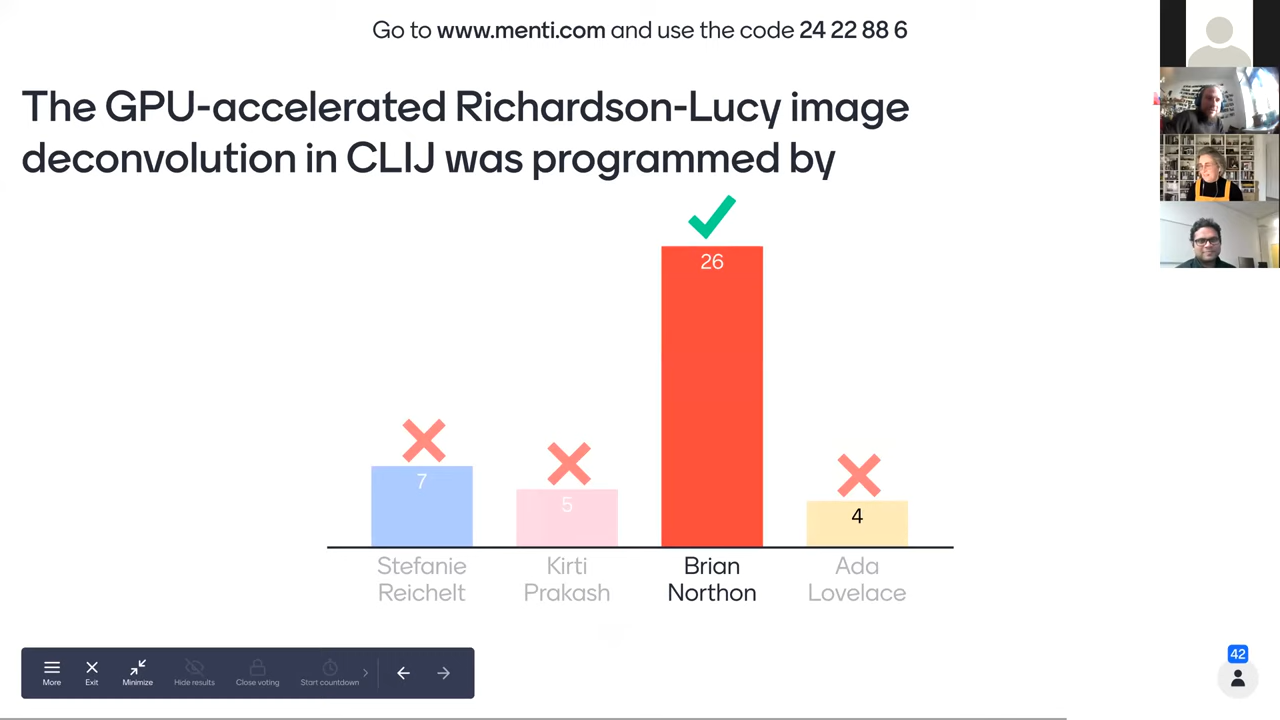 Go to www.menti.com and use the code 24 22 88 6
The GPU-accelerated Richardson-Lucy image
deconvolution in CLIJ was programmed by
26
7
5
4
Stefanie
Reichelt
Kirti
Prakash
Brian
Northon
Ada
Lovelace
More
Exit
Minimize
Hide results
Close voting
Start countdown
42